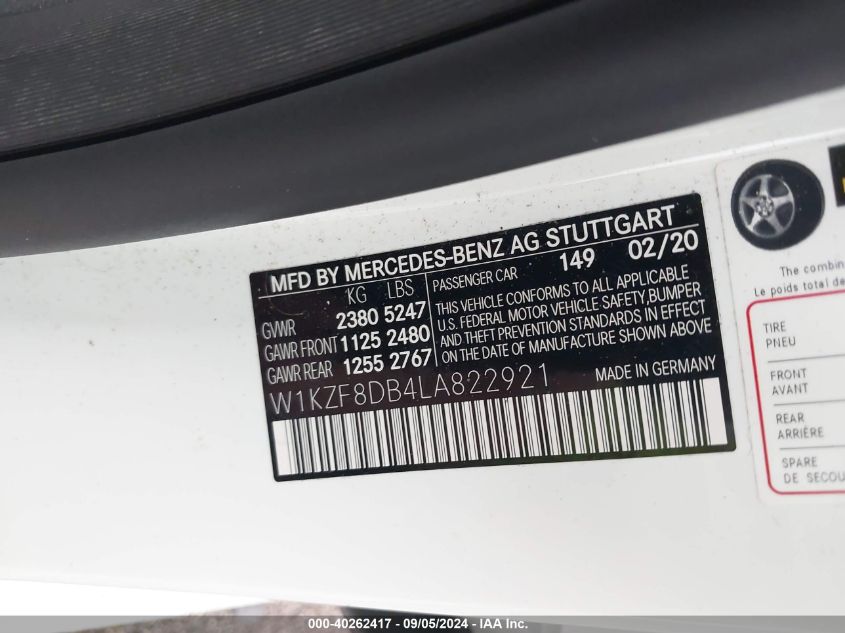 MFD BY MERCEDES-BENZ AG STUTTGART
KG LBS
GVWR 2380 5247
GAWR FRONT 1125 2480
GAWR REAR 1255 2767
PASSENGER CAR 149 02/20
THIS VEHICLE CONFORMS TO ALL APPLICABLE
U.S. FEDERAL MOTOR VEHICLE SAFETY, BUMPER
AND THEFT PREVENTION STANDARDS IN EFFECT
ON THE DATE OF MANUFACTURE SHOWN ABOVE
W1KZF8DB4LA822921
MADE IN GERMANY
The combin
Le poids total de
TIRE
PNEU
FRONT
AVANT
REAR
ARRIÈRE
SPARE
DE SECOU
000-40262417 - 09/05/2024 - IAA Inc.